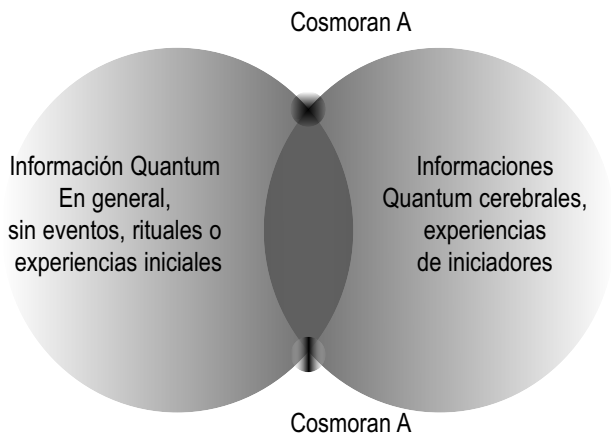 Cosmoran A
Información Quantum
En general,
sin eventos, rituales o
experiencias iniciales
Informaciones
Quantum cerebrales,
experiencias
de iniciadores
Cosmoran A